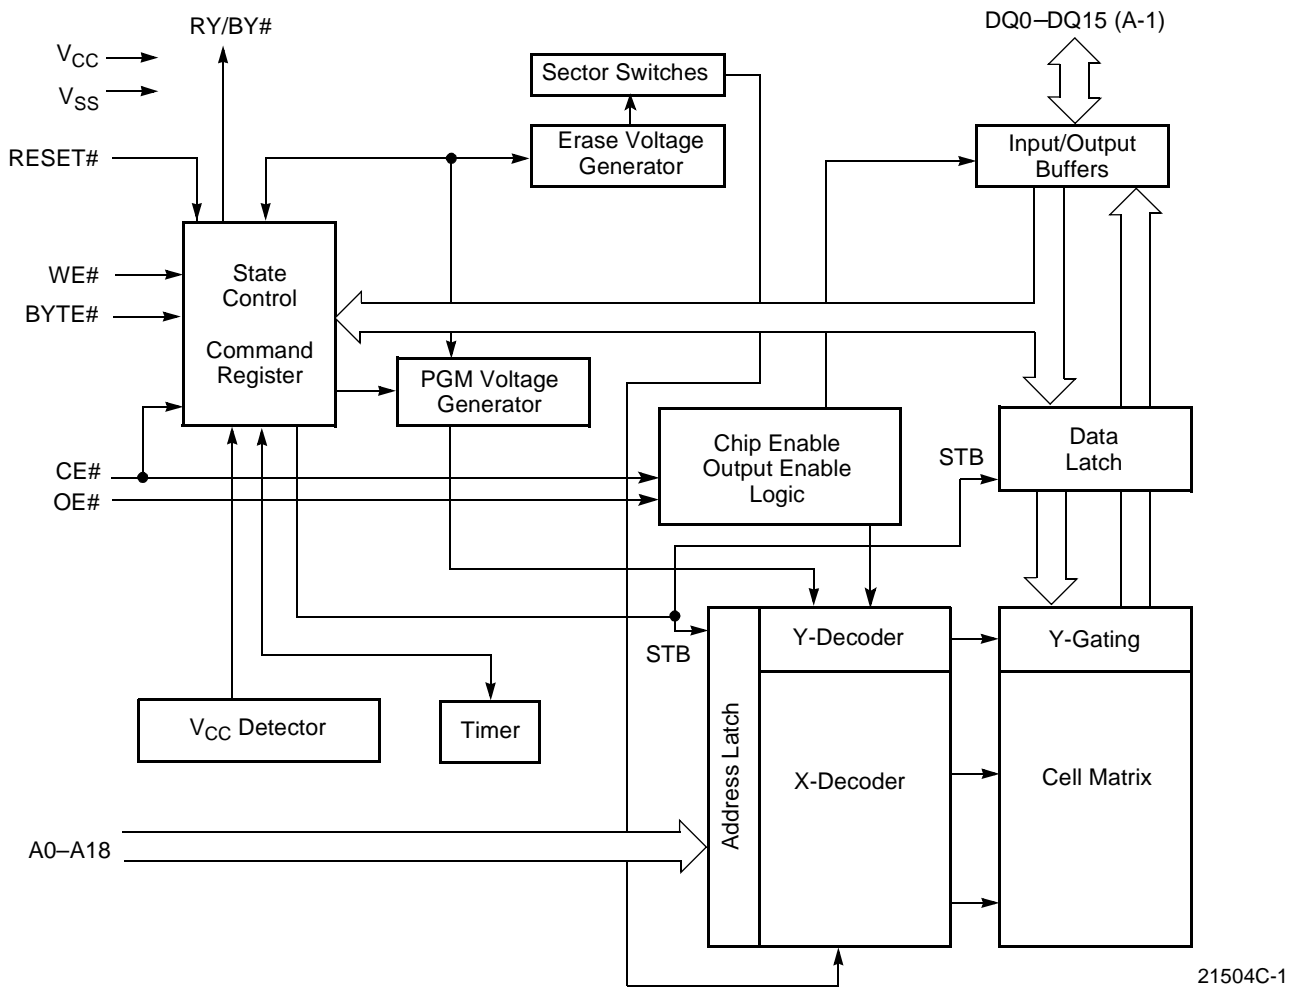 RY/BY#
DQ0–DQ15 (A-1)
VCC
VSS
Sector Switches
Erase Voltage
Generator
Input/Output
Buffers
RESET#
WE#
BYTE#
State
Control
Command
Register
PGM Voltage
Generator
Chip Enable
Output Enable
Logic
STB
Data
Latch
CE#
OE#
STB
Y-Decoder
Y-Gating
VCC Detector
Timer
Address Latch
X-Decoder
Cell Matrix
A0–A18
21504C-1